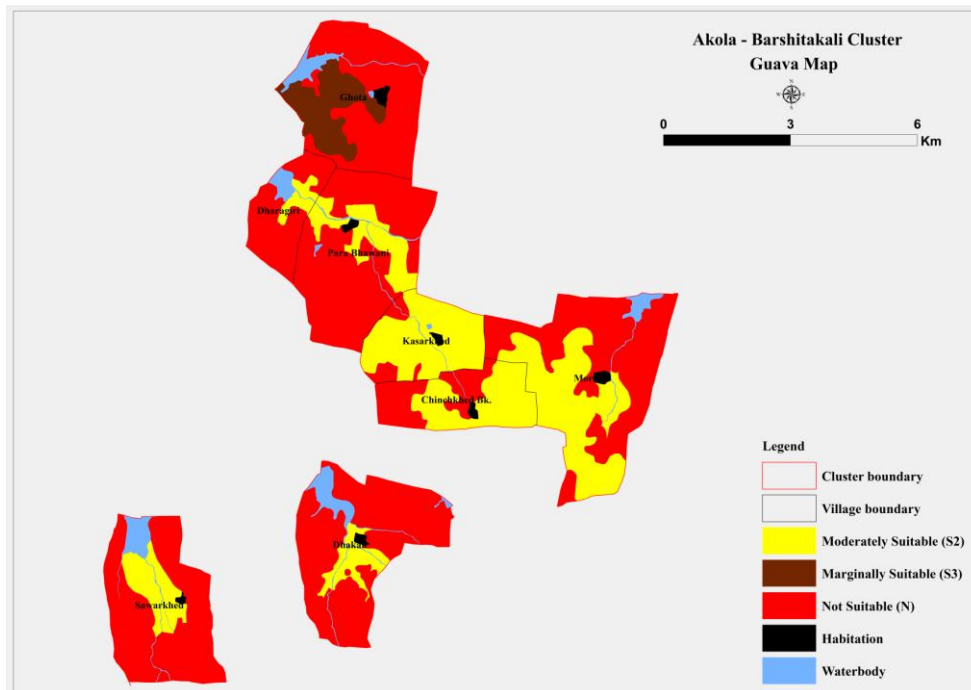 Akola - Barshitakali Cluster
Guava Map
N
W E
S
0 3 6
Km
Ghota
Dharagiri
Para Bhawani
Kasarkhed
Chinchkhed Bk.
Dhakali
Sawarkhed
Legend
Cluster boundary
Village boundary
Moderately Suitable (S2)
Marginally Suitable (S3)
Not Suitable (N)
Habitation
Waterbody